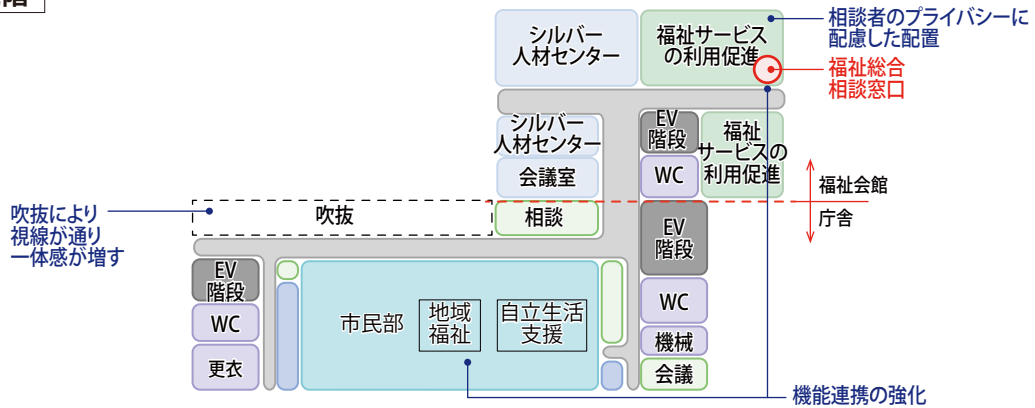 階
シルバー
人材センター
福祉サービス
の利用促進
相談者のプライバシーに
配慮した配置
福祉総合
相談窓口
シルバー
人材センター
EV
階段
福祉
サービスの
利用促進
会議室
WC
福祉会館
吹抜により
視線が通り
一体感が増す
吹抜
相談
庁舎
EV
階段
EV
階段
市民部
地域
福祉
自立生活
支援
WC
WC
機械
更衣
会議
機能連携の強化